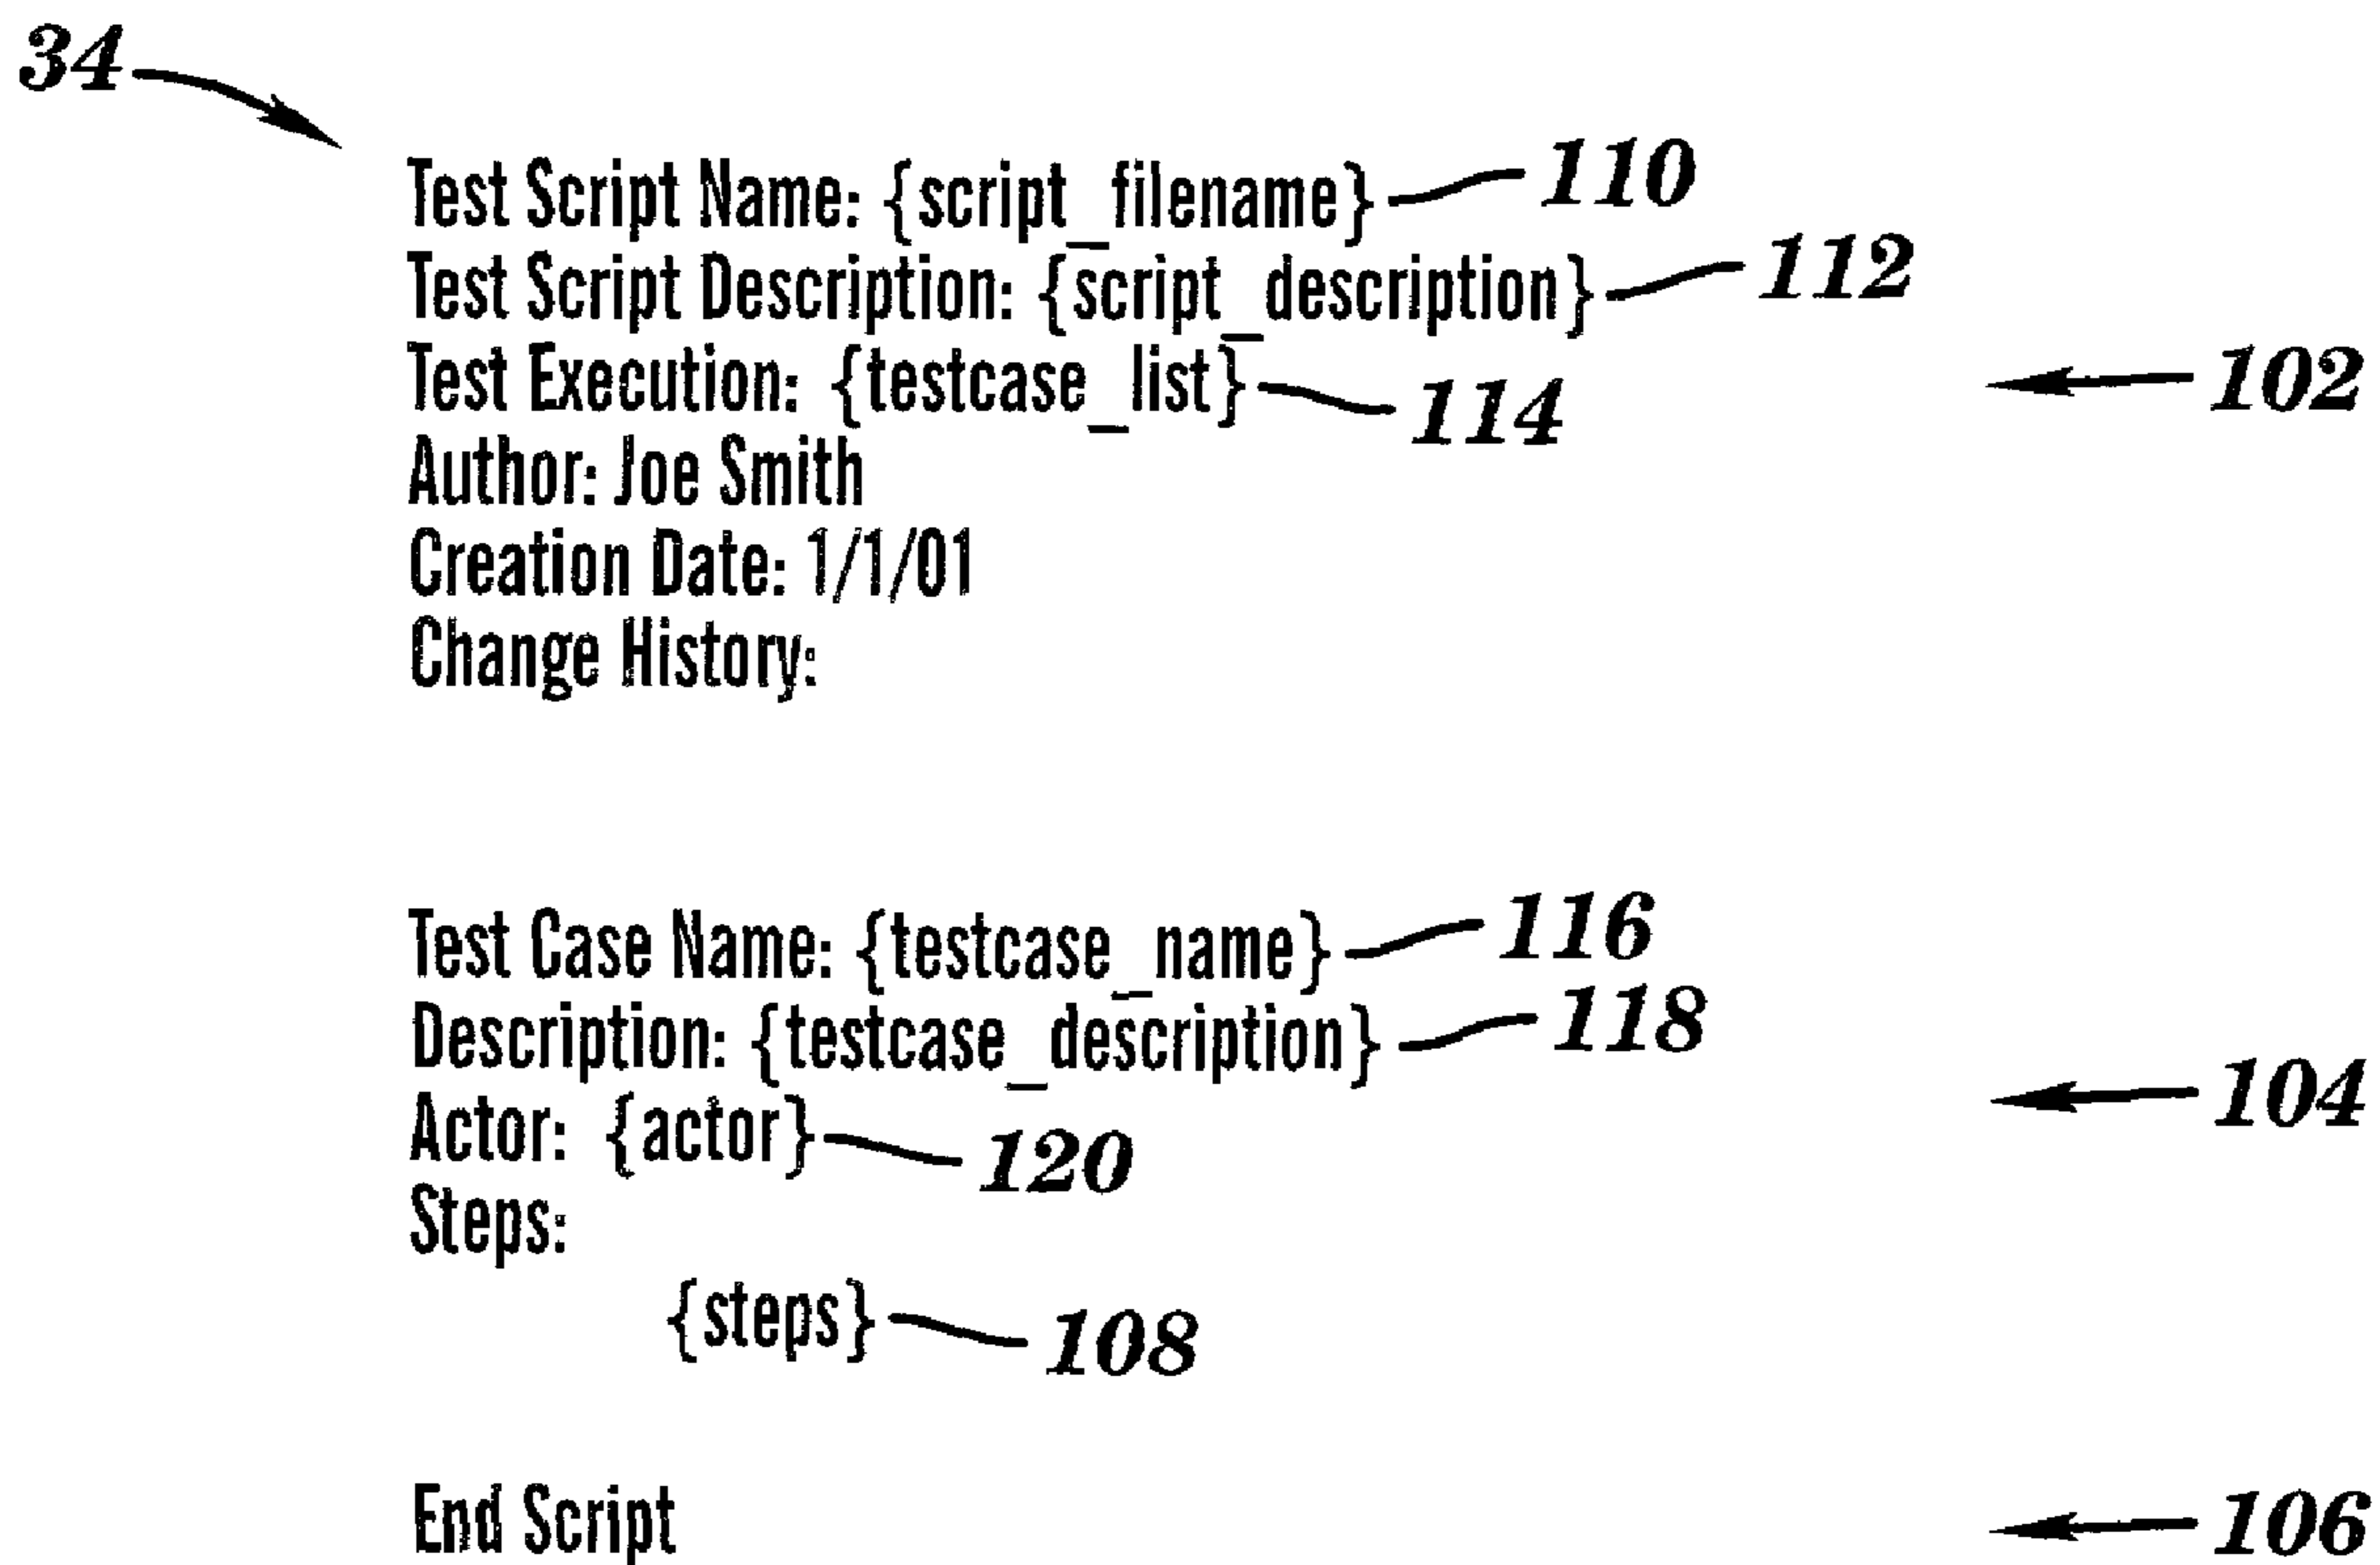 34
Test Script Name: {script_filename} 110
Test Script Description: {script_description} 112
Test Execution: {testcase_list} 114 102
Author: Joe Smith
Creation Date: 1/1/01
Change History:
Test Case Name: {testcase_name} 116
Description: {testcase_description} 118
Actor: {actor} 120 104
Steps:
{steps} 108
End Script 106